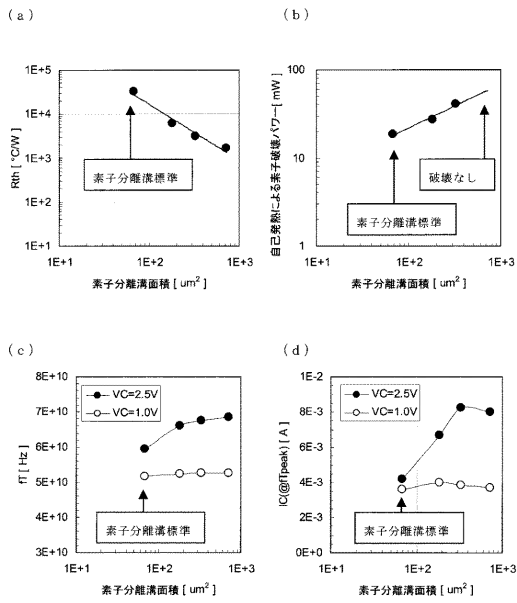 (a)
1E+5
1E+4
1E+3
1E+2
1E+1
Rth [ °C/W ]
素子分離溝標準
1E+1 1E+2 1E+3
素子分離溝面積 [ um2 ]
(b)
100
10
1
自己発熱による素子破壊パワー[ mW ]
破壊なし
素子分離溝標準
1E+1 1E+2 1E+3
素子分離溝面積 [ um2 ]
(c)
8E+10
7E+10
6E+10
5E+10
4E+10
3E+10
fT [ Hz ]
VC=2.5V
VC=1.0V
素子分離溝標準
1E+1 1E+2 1E+3
素子分離溝面積 [ um2 ]
(d)
1E-2
8E-3
6E-3
4E-3
2E-3
0E+0
IC(@fTpeak) [ A ]
VC=2.5V
VC=1.0V
素子分離溝標準
1E+1 1E+2 1E+3
素子分離溝面積 [ um2 ]